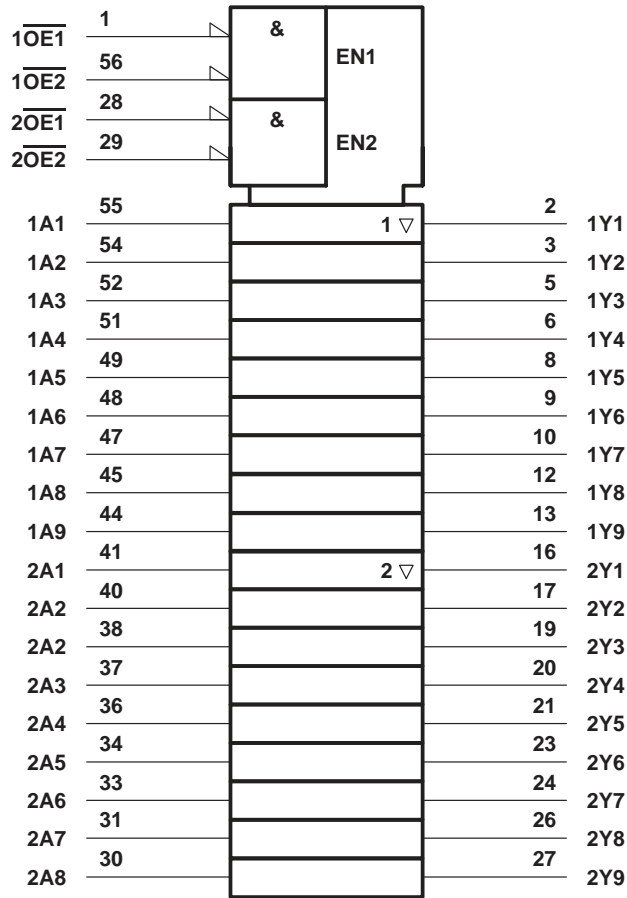 1 &
1OE1
56 EN1
1OE2
28 &
2OE1
29 EN2
2OE2
55 1 ▽ 2
1A1 1Y1
54 3
1A2 1Y2
52 5
1A3 1Y3
51 6
1A4 1Y4
49 8
1A5 1Y5
48 9
1A6 1Y6
47 10
1A7 1Y7
45 12
1A8 1Y8
44 13
1A9 1Y9
41 2 ▽ 16
2A1 2Y1
40 17
2A2 2Y2
38 19
2A2 2Y3
37 20
2A3 2Y4
36 21
2A4 2Y5
34 23
2A5 2Y6
33 24
2A6 2Y7
31 26
2A7 2Y8
30 27
2A8 2Y9